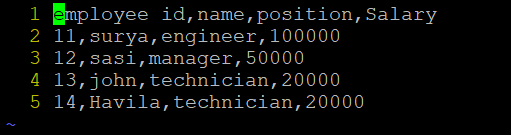 1 employee id,name,position,Salary
2 11,surya,engineer,100000
3 12,sasi,manager,50000
4 13,john,technician,20000
5 14,Havila,technician,20000
~